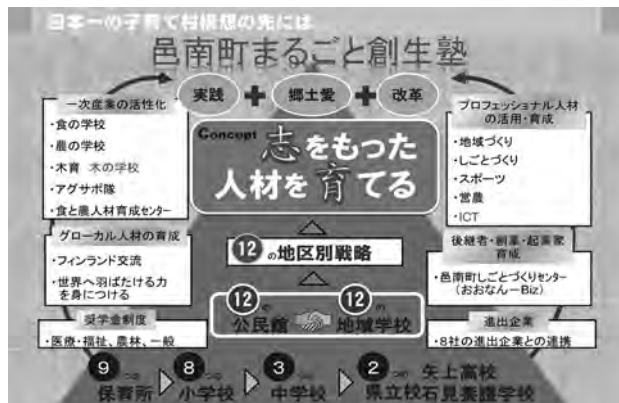 日本一の子育て村構想の先には
邑南町まるごと創生塾
実践 + 郷土愛 + 改革
一次産業の活性化
・食の学校
・農の学校
・木育 木の学校
・アグサポ隊
・食と農人材育成センター
グローカル人材の育成
・フィンランド交流
・世界へ羽ばたける力
を身につける
奨学金制度
・医療・福祉、農林、一般
Concept 志をもった
人材を育てる
12の地区別戦略
12の 12の
公民館 地域学校
プロフェッショナル人材
の活用・育成
・地域づくり
・しごとづくり
・スポーツ
・営農
・ICT
後継者・創業・起業家
育成
・邑南町しごとづくりセンター
(おおなんーBiz)
進出企業
・8社の進出企業との連携
9つの 8つの 3つの 2つの 矢上高校
保育所 小学校 中学校 県立校 石見養護学校